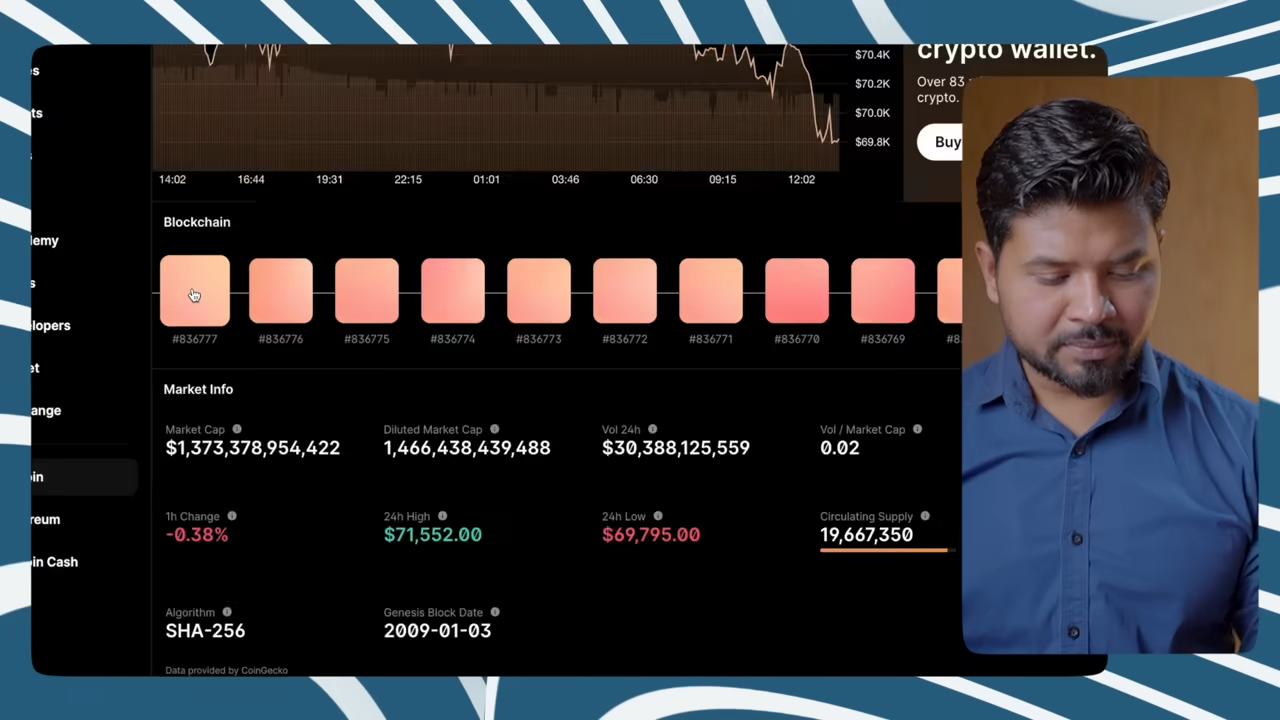 crypto wallet.
Over 83
crypto.
Buy
$70.4K
$70.2K
$70.0K
$69.8K
14:02 16:44 19:31 22:15 01:01 03:46 06:30 09:15 12:02
s
ts
s
lemy
s
elopers
et
ange
in
reum
in Cash
Blockchain
#836777 #836776 #836775 #836774 #836773 #836772 #836771 #836770 #836769 #8
Market Info
Market Cap Diluted Market Cap Vol 24h Vol / Market Cap
$1,373,378,954,422 1,466,438,439,488 $30,388,125,559 0.02
1h Change 24h High 24h Low Circulating Supply
-0.38% $71,552.00 $69,795.00 19,667,350
Algorithm Genesis Block Date
SHA-256 2009-01-03
Data provided by CoinGecko